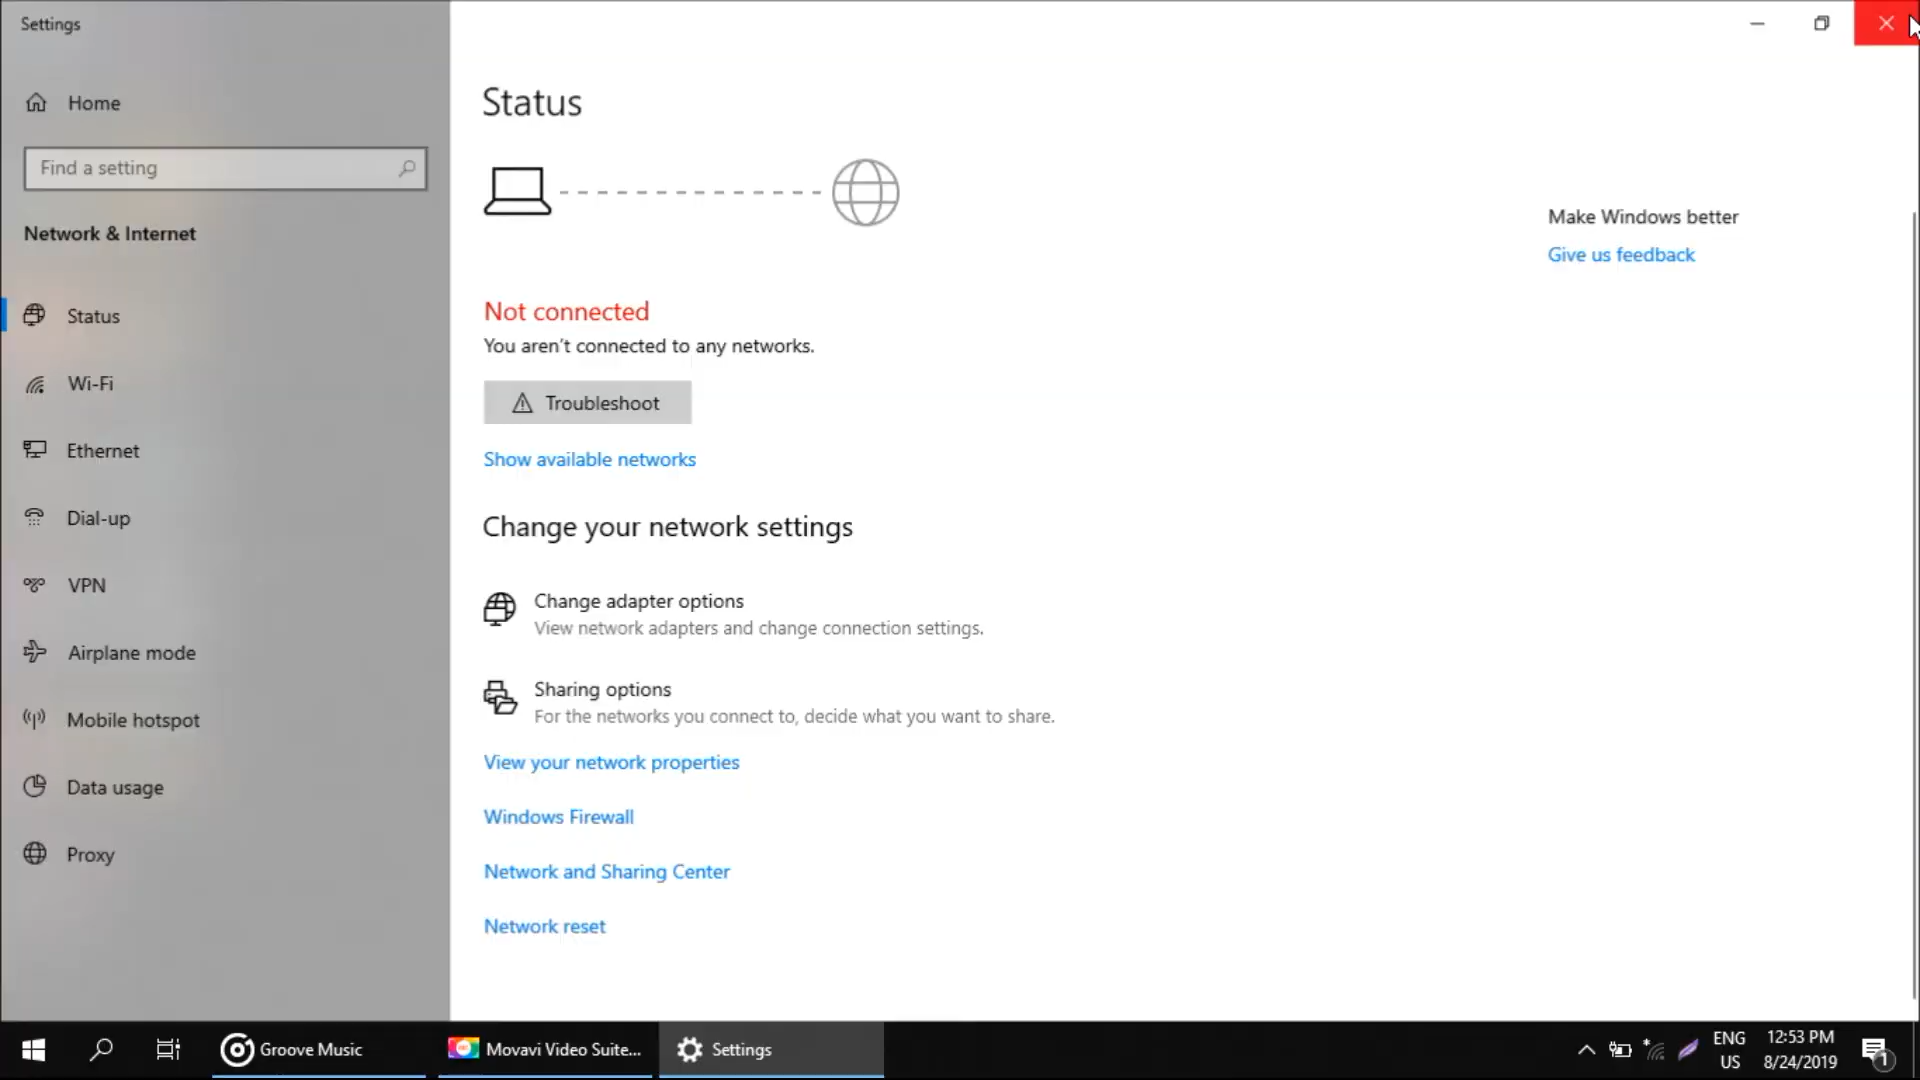 Settings
Home
Find a setting
Network & Internet
Status
Wi-Fi
Ethernet
Dial-up
VPN
Airplane mode
Mobile hotspot
Data usage
Proxy
Status
Not connected
You aren't connected to any networks.
Troubleshoot
Show available networks
Change your network settings
Change adapter options
View network adapters and change connection settings.
Sharing options
For the networks you connect to, decide what you want to share.
View your network properties
Windows Firewall
Network and Sharing Center
Network reset
Make Windows better
Give us feedback
Groove Music
Movavi Video Suite...
Settings
ENG
US
12:53 PM
8/24/2019
1